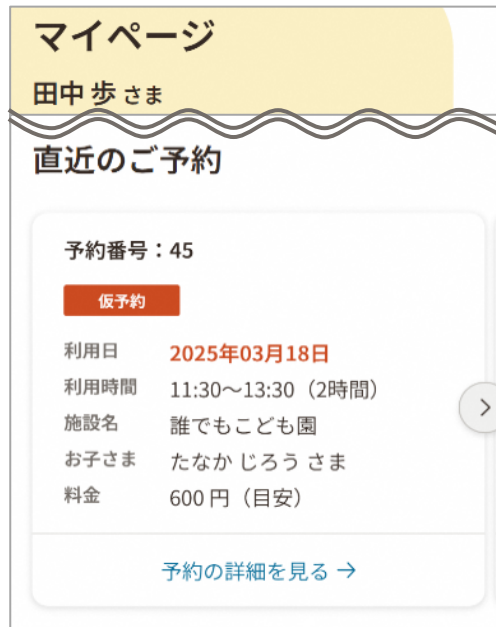 マイページ
田中 歩 さま
直近のご予約
予約番号：45
仮予約
利用日 2025年03月18日
利用時間 11:30～13:30（2時間）
施設名 誰でもこども園
お子さま たなか じろう さま
料金 600 円（目安）
予約の詳細を見る →